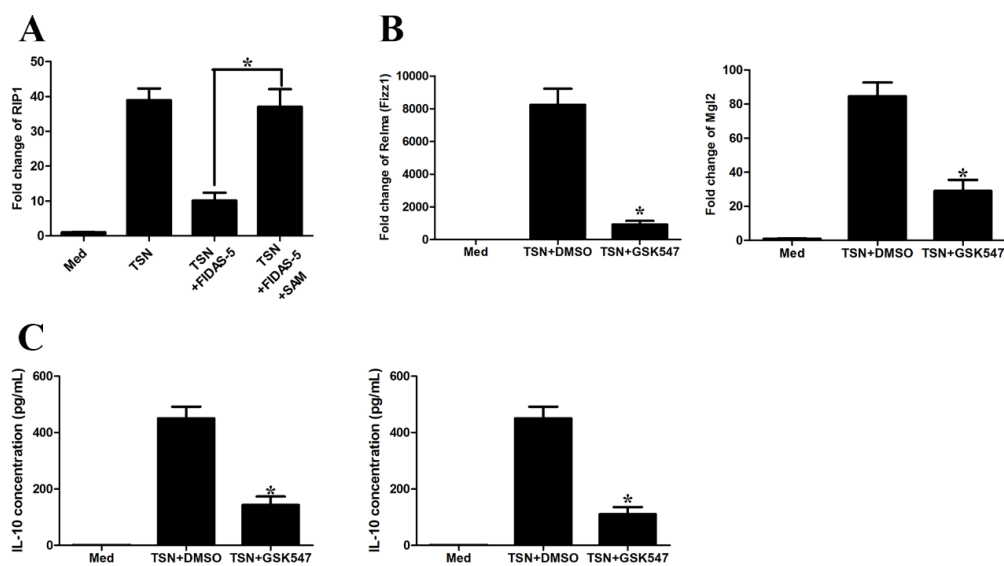 A
Fold change of RIP1
50
40
30
20
10
0
Med
TSN
TSN
+FIDAS-5
TSN
+FIDAS-5
+SAM
*
B
Fold change of Relma (Fizz1)
10000
8000
6000
4000
2000
0
*
Med
TSN+DMSO
TSN+GSK547
Fold change of Mgl2
100
80
60
40
20
0
*
Med
TSN+DMSO
TSN+GSK547
C
IL-10 concentration (pg/mL)
600
400
200
0
*
Med
TSN+DMSO
TSN+GSK547
IL-10 concentration (pg/mL)
600
400
200
0
*
Med
TSN+DMSO
TSN+GSK547